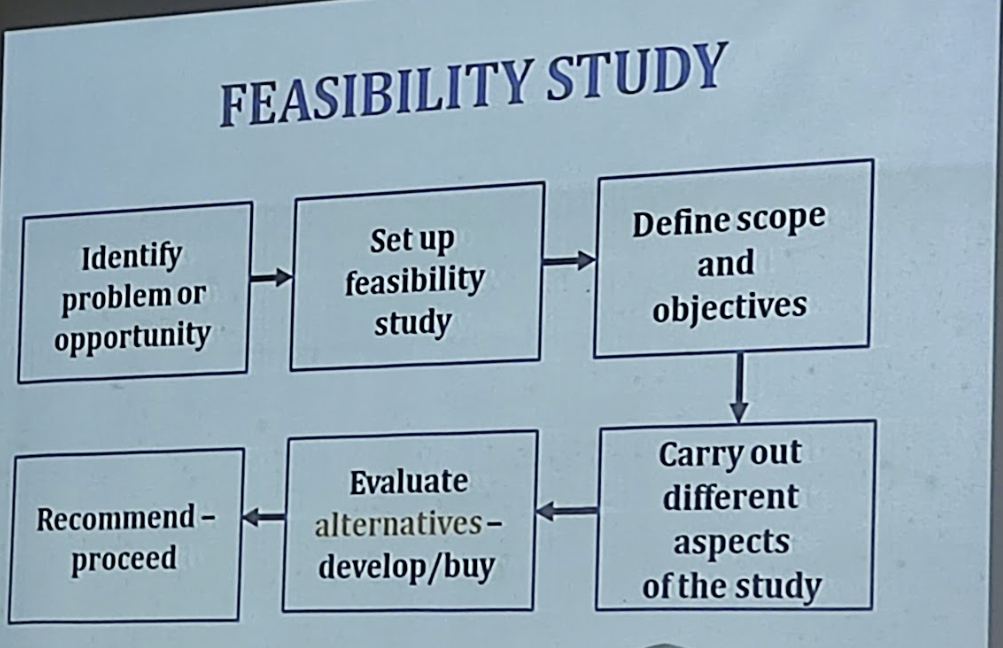 FEASIBILITY STUDY
Identify
problem or
opportunity
Set up
feasibility
study
Define scope
and
objectives
Carry out
different
aspects
of the study
Evaluate
alternatives –
develop/buy
Recommend –
proceed